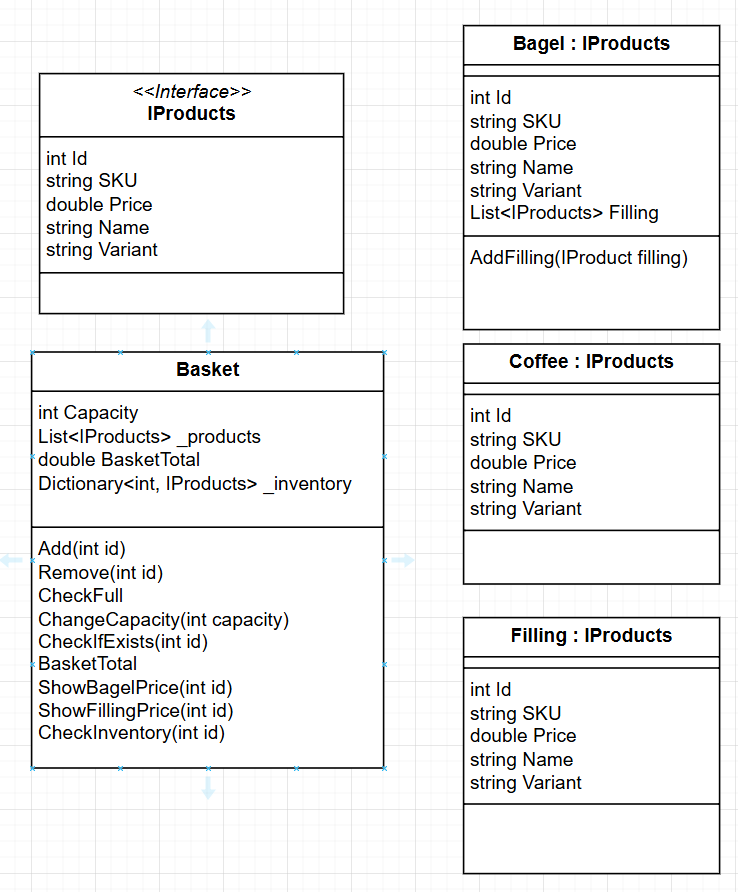 <<Interface>>
IProducts
int Id
string SKU
double Price
string Name
string Variant
Basket
int Capacity
List<IProducts> _products
double BasketTotal
Dictionary<int, IProducts> _inventory
Add(int id)
Remove(int id)
CheckFull
ChangeCapacity(int capacity)
CheckIfExists(int id)
BasketTotal
ShowBagelPrice(int id)
ShowFillingPrice(int id)
CheckInventory(int id)
Bagel : IProducts
int Id
string SKU
double Price
string Name
string Variant
List<IProducts> Filling
AddFilling(IProduct filling)
Coffee : IProducts
int Id
string SKU
double Price
string Name
string Variant
Filling : IProducts
int Id
string SKU
double Price
string Name
string Variant